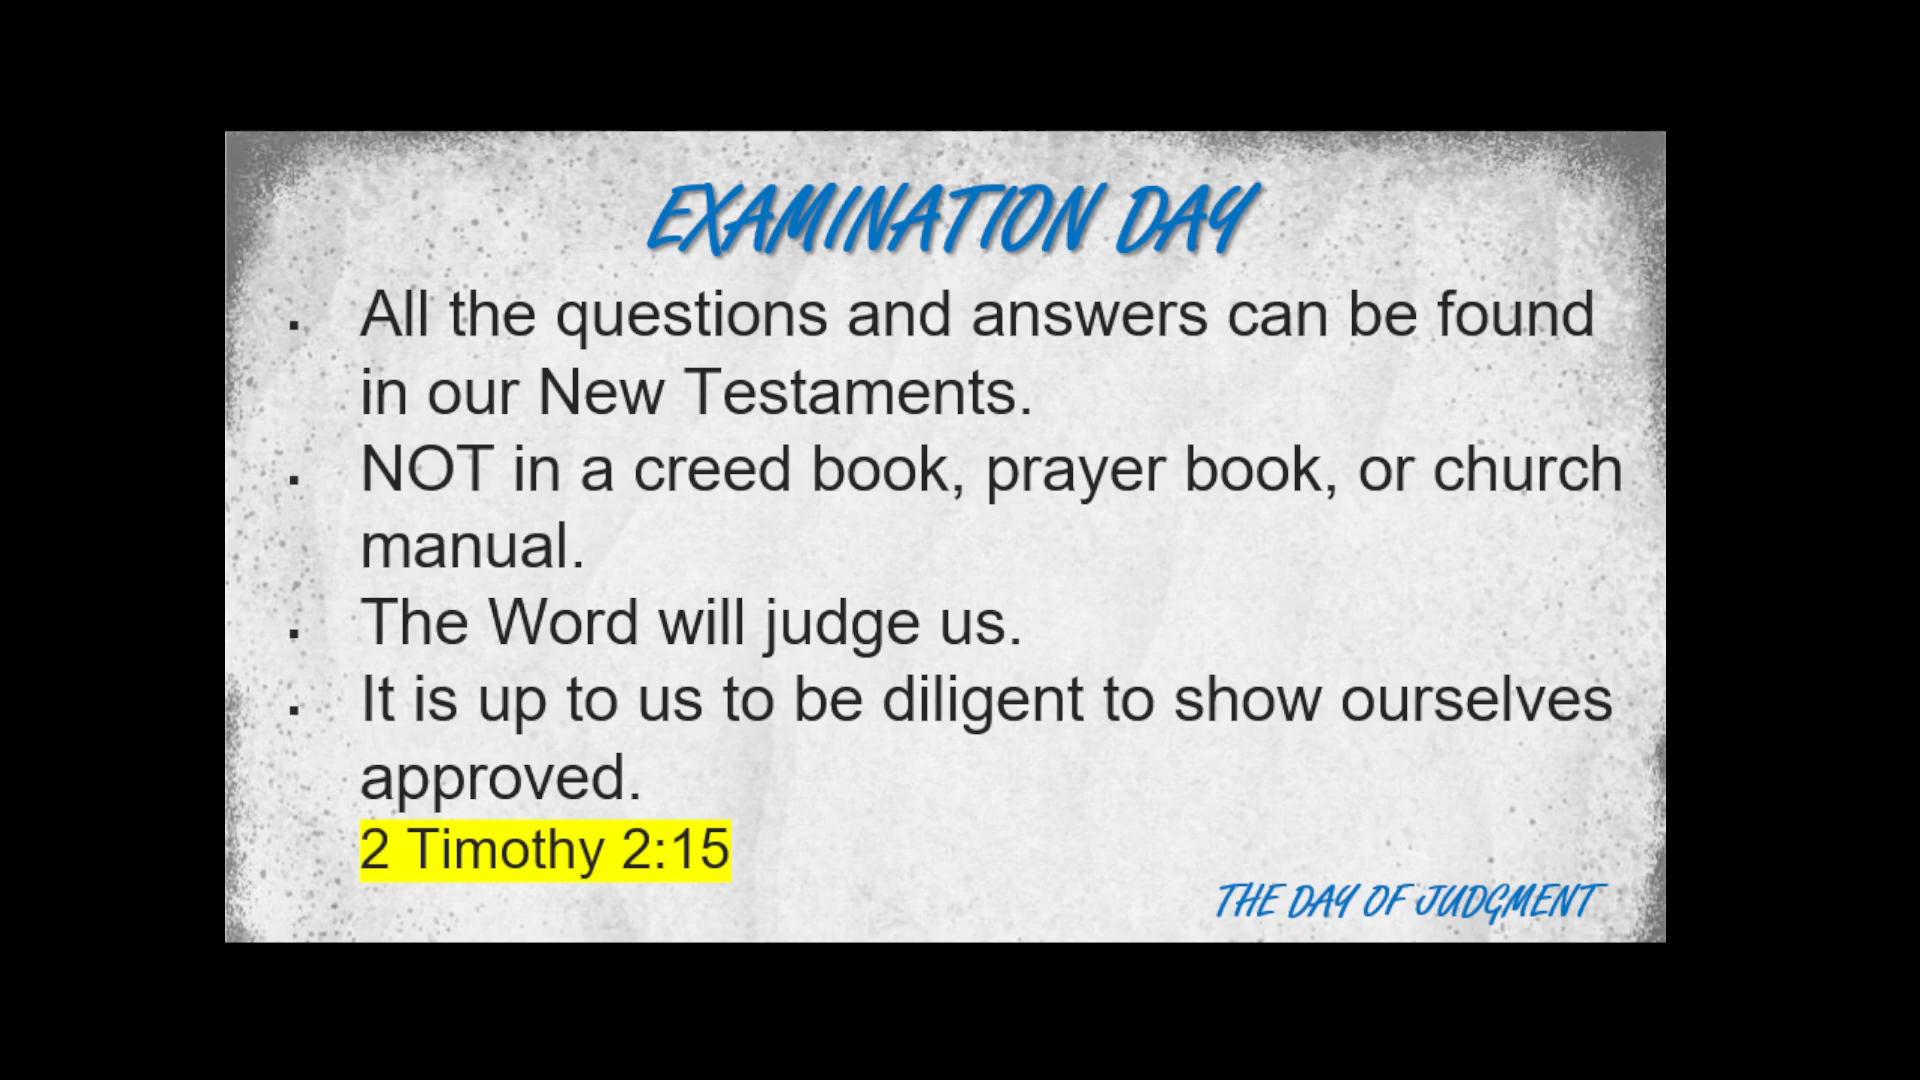 EXAMINATION DAY
▪ All the questions and answers can be found
in our New Testaments.
▪ NOT in a creed book, prayer book, or church
manual.
▪ The Word will judge us.
▪ It is up to us to be diligent to show ourselves
approved.
2 Timothy 2:15
THE DAY OF JUDGMENT